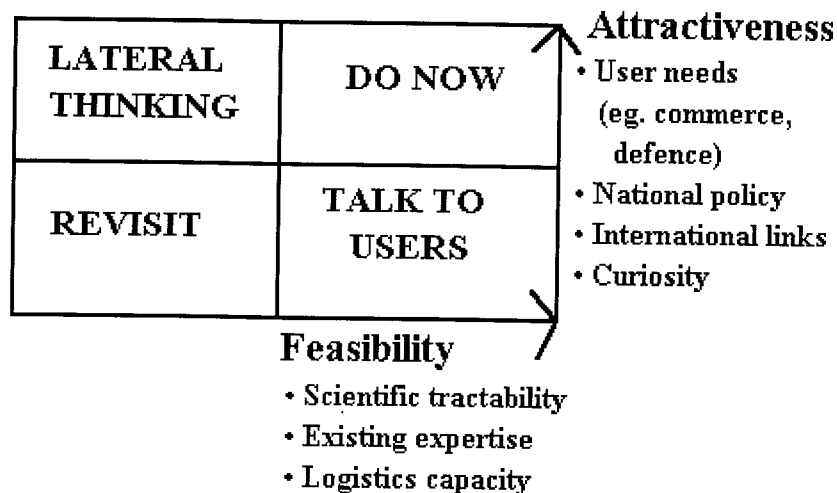 LATERAL
THINKING
DO NOW
REVISIT
TALK TO
USERS
Attractiveness
• User needs
(eg. commerce,
defence)
• National policy
• International links
• Curiosity
Feasibility
• Scientific tractability
• Existing expertise
• Logistics capacity